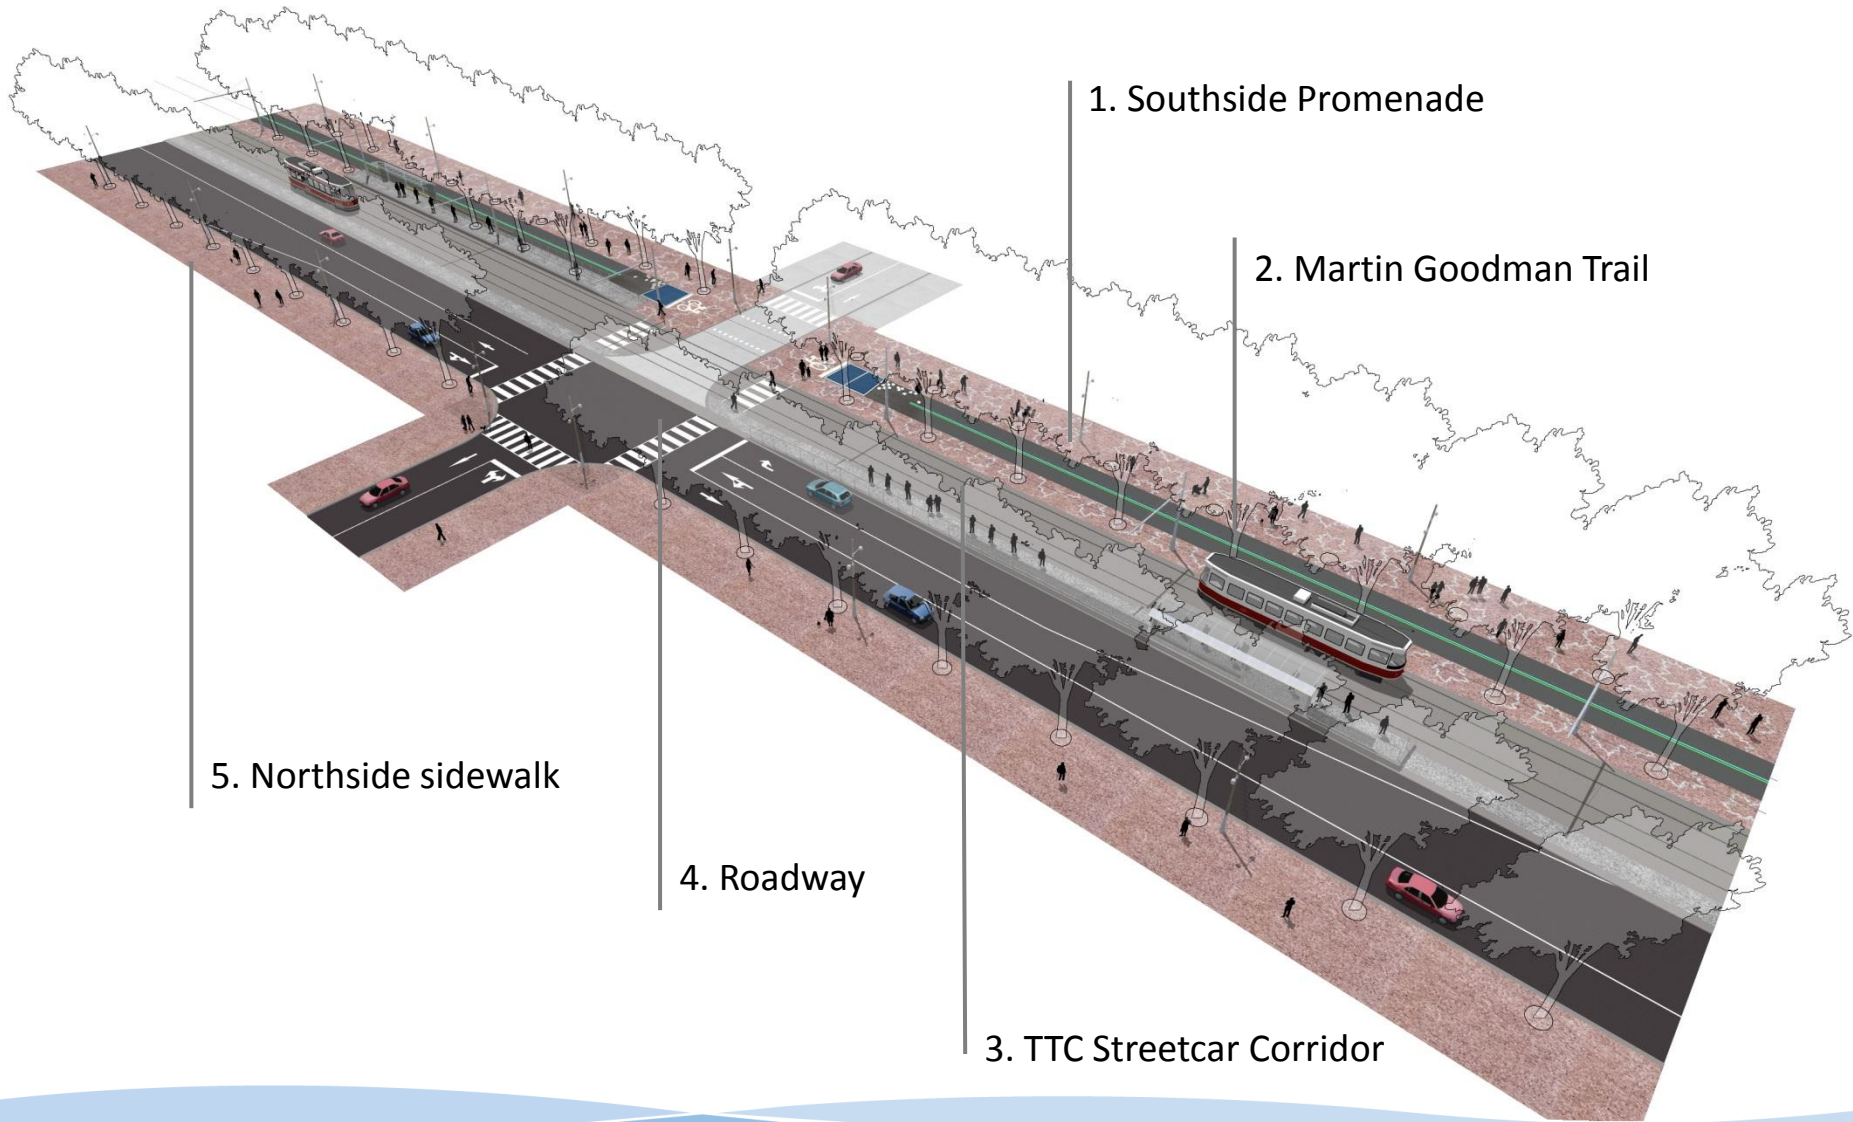 1. Southside Promenade
2. Martin Goodman Trail
5. Northside sidewalk
4. Roadway
3. TTC Streetcar Corridor